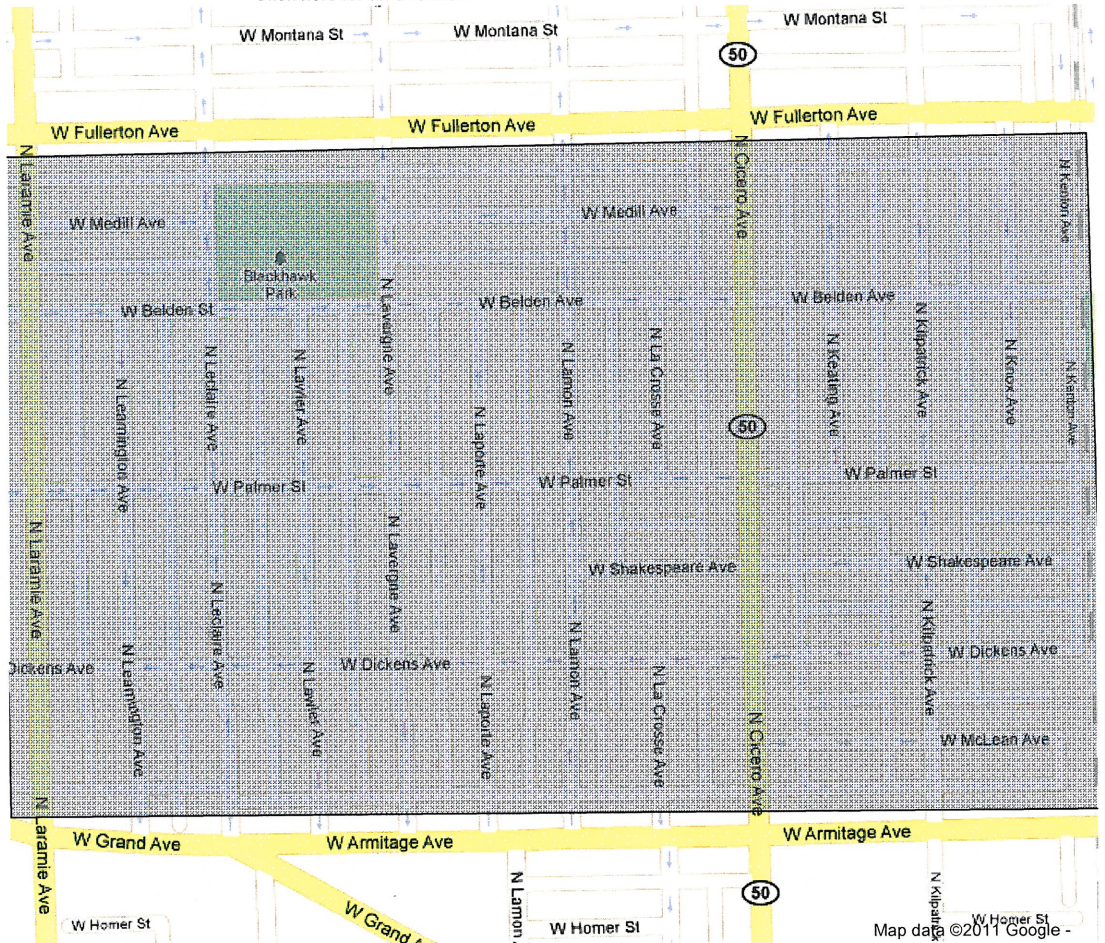 W Montana St
W Montana St
W Montana St
50
W Fullerton Ave
W Fullerton Ave
W Fullerton Ave
N Laramie Ave
N Cicero Ave
N Kenton Ave
W Medill Ave
W Medill Ave
Blackhawk
Park
W Belden St
W Belden Ave
W Belden Ave
N Lavergne Ave
N Leclaire Ave
N Lawler Ave
N Lamon Ave
N La Crosse Ave
N Keating Ave
N Kilpatrick Ave
N Knox Ave
N Kenton Ave
N Leamington Ave
N Laporte Ave
50
W Palmer St
W Palmer St
W Palmer St
N Laramie Ave
N Lavergne Ave
W Shakespeare Ave
W Shakespeare Ave
N Leclaire Ave
N Lamon Ave
N Kilpatrick Ave
Dickens Ave
W Dickens Ave
W Dickens Ave
N Leamington Ave
N Lawler Ave
N Laporte Ave
N La Crosse Ave
N Cicero Ave
W McLean Ave
N Laramie Ave
W Grand Ave
W Armitage Ave
W Armitage Ave
50
N Lamon
N Kilpatri
W Grand
W Homer St
W Homer St
W Homer St
Map data ©2011 Google -